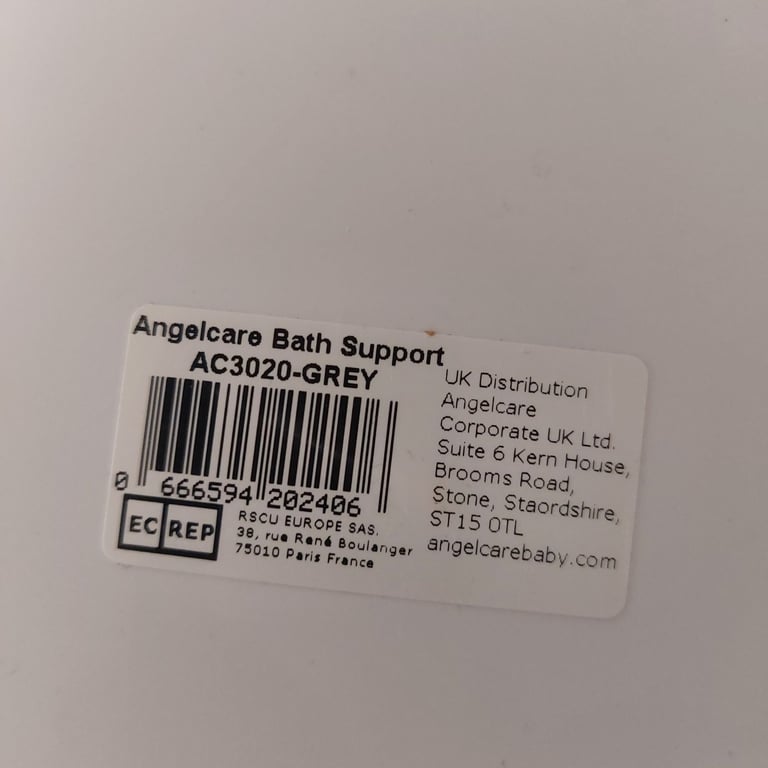 Angelcare Bath Support
AC3020-GREY
0 666594 202406
EC REP
RSCU EUROPE SAS.
38, rue René Boulanger
75010 Paris France
UK Distribution
Angelcare
Corporate UK Ltd.
Suite 6 Kern House,
Brooms Road,
Stone, Staordshire,
ST15 0TL
angelcarebaby.com